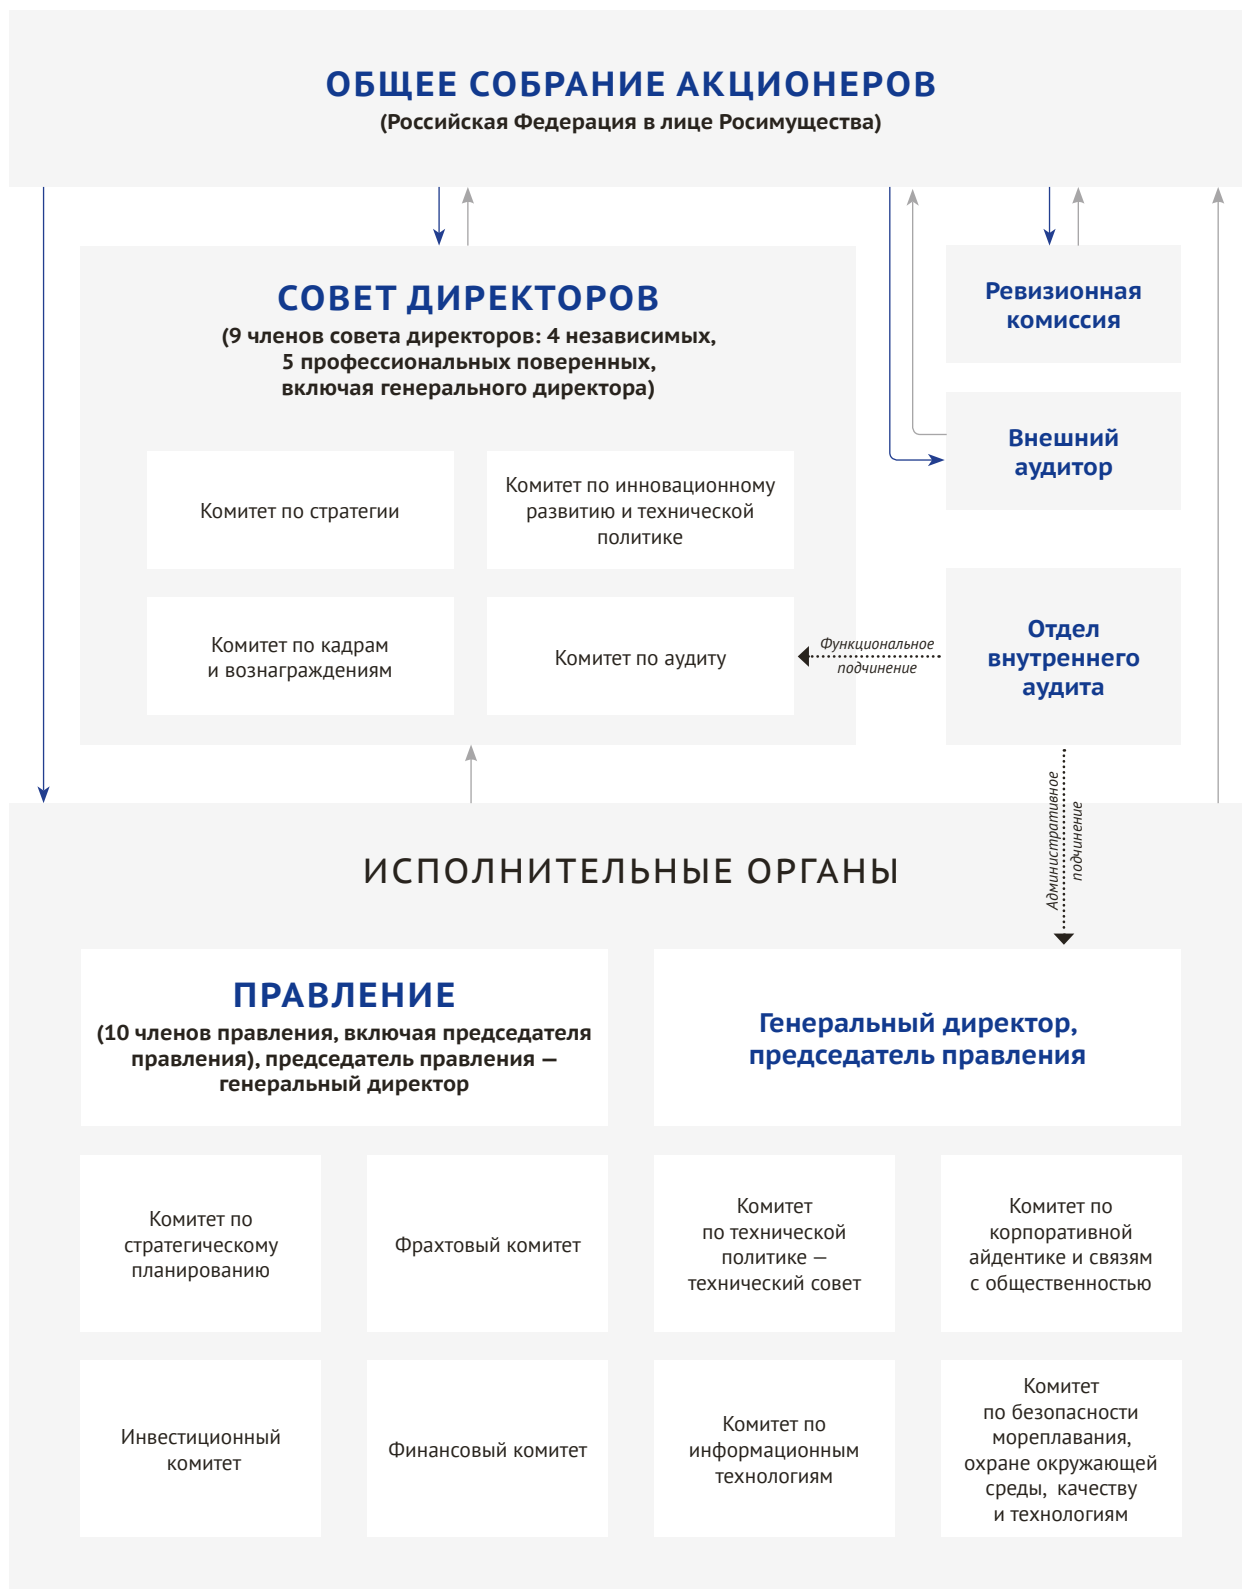 ОБЩЕЕ СОБРАНИЕ АКЦИОНЕРОВ
(Российская Федерация в лице Росимущества)
СОВЕТ ДИРЕКТОРОВ
(9 членов совета директоров: 4 независимых,
5 профессиональных поверенных,
включая генерального директора)
Комитет по стратегии
Комитет по инновационному
развитию и технической
политике
Комитет по кадрам
и вознаграждениям
Комитет по аудиту
Ревизионная
комиссия
Внешний
аудитор
Функциональное
подчинение
Отдел
внутреннего
аудита
Административное
подчинение
ИСПОЛНИТЕЛЬНЫЕ ОРГАНЫ
ПРАВЛЕНИЕ
(10 членов правления, включая председателя
правления), председатель правления —
генеральный директор
Генеральный директор,
председатель правления
Комитет по
стратегическому
планированию
Фрахтовый комитет
Комитет
по технической
политике —
технический совет
Комитет по
корпоративной
айдентике и связям
с общественностью
Инвестиционный
комитет
Финансовый комитет
Комитет по
информационным
технологиям
Комитет
по безопасности
мореплавания,
охране окружающей
среды, качеству
и технологиям